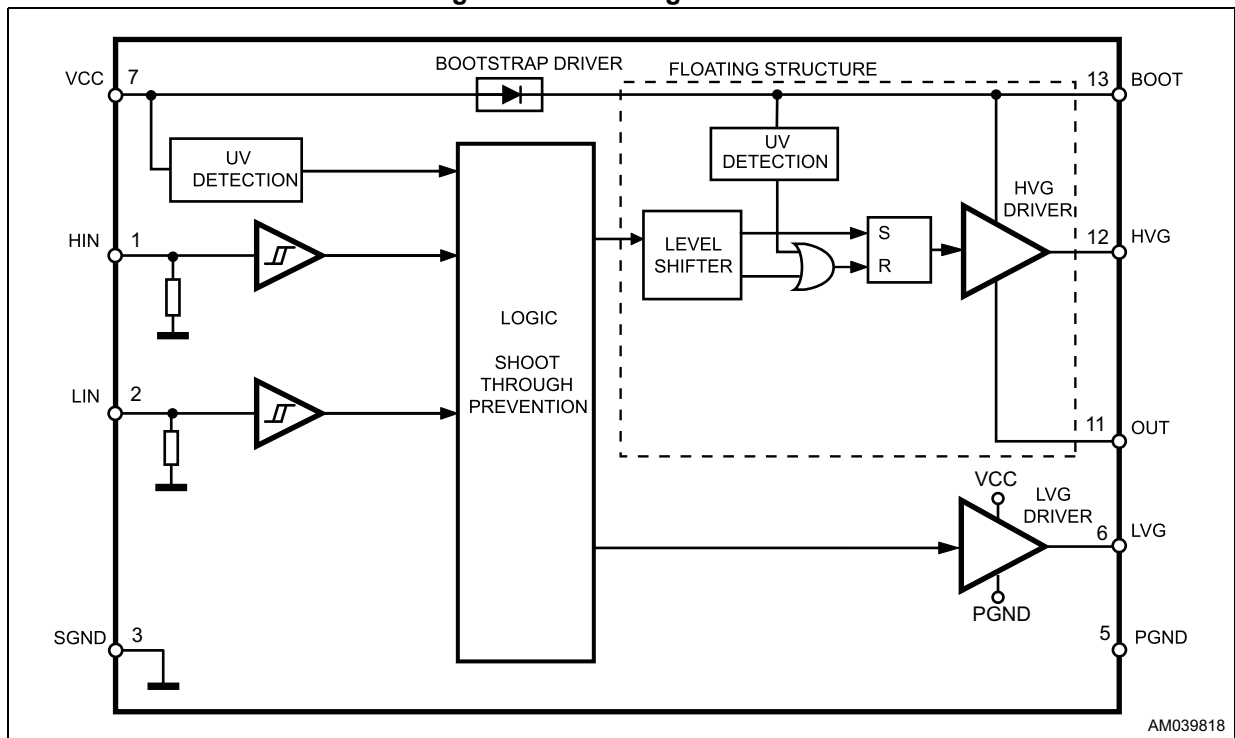 BOOTSTRAP DRIVER
FLOATING STRUCTURE
VCC
7
13
BOOT
UV
DETECTION
UV
DETECTION
HVG
DRIVER
HIN
1
12
HVG
S
R
LEVEL
SHIFTER
LOGIC
SHOOT
THROUGH
PREVENTION
LIN
2
11
OUT
VCC
LVG
DRIVER
6
LVG
PGND
SGND
3
5
PGND
AM039818